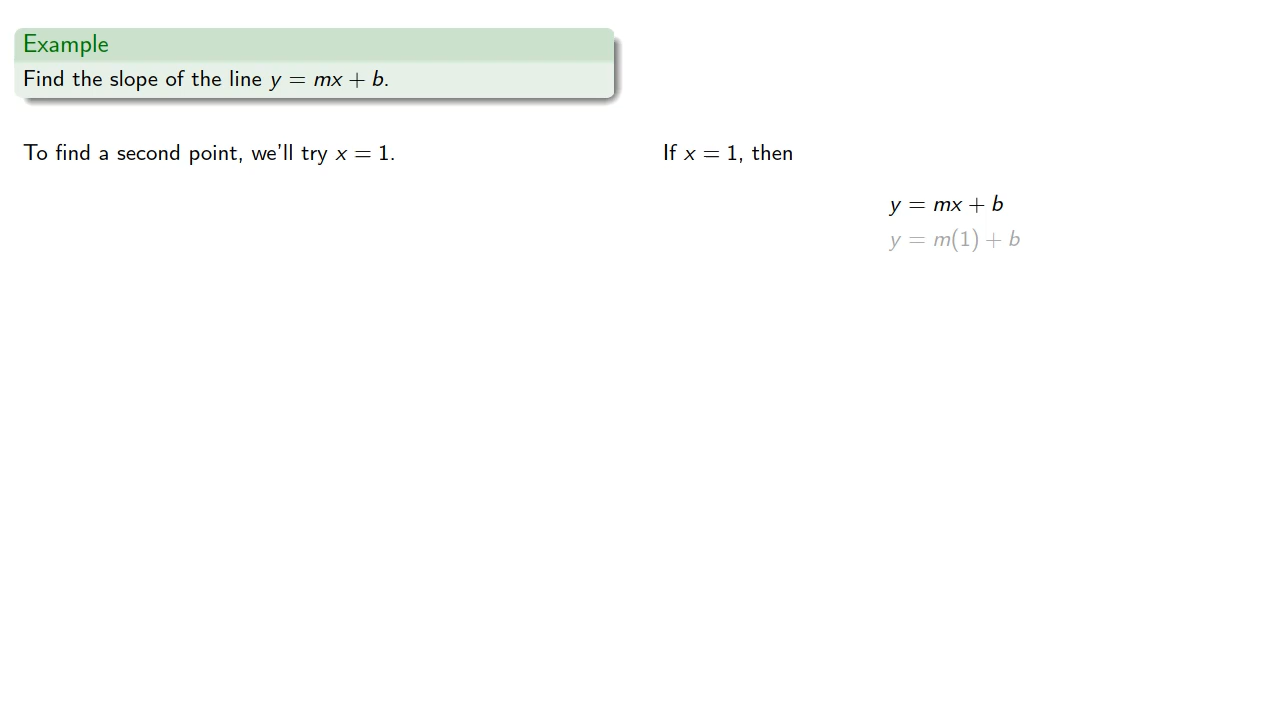 Example
Find the slope of the line y = mx + b.
To find a second point, we'll try x = 1.
If x = 1, then
y = mx + b
y = m(1) + b